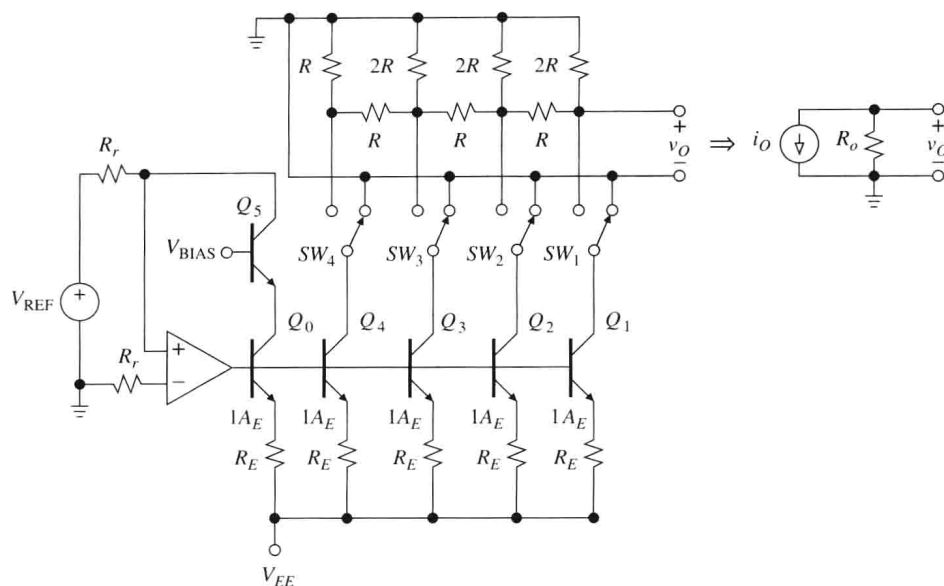 R 2R 2R 2R
R R R
+
v_O
−
⇒
i_O
R_o
+
v_O
−
R_r
Q_5
V_BIAS
SW_4 SW_3 SW_2 SW_1
V_REF
+
Q_0 Q_4 Q_3 Q_2 Q_1
R_r
+
−
1A_E 1A_E 1A_E 1A_E 1A_E
R_E R_E R_E R_E R_E
V_EE